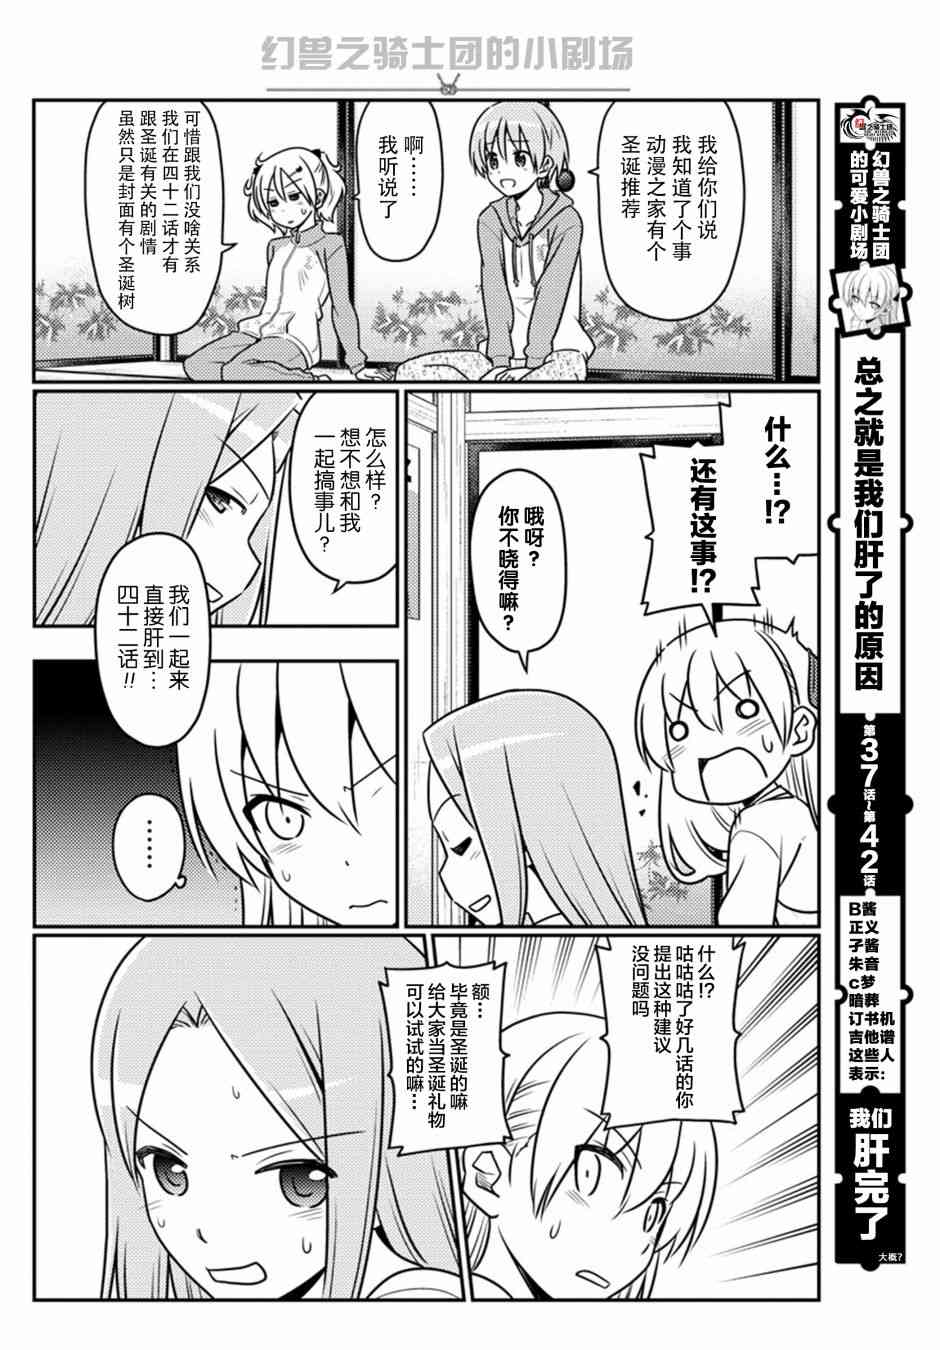 幻兽之骑士团的小剧场
我给你们说
我知道了个事
动漫之家有个
圣诞推荐
啊……
我听说了
可惜跟我们没啥关系
我们在四十二话才有
跟圣诞有关的剧情
虽然只是封面有个圣诞树
什么…!?
还有这事!?
哦呀?
你不晓得嘛?
怎么样?
想不想和我
一起搞事儿?
我们一起来
直接肝到…
四十二话!!
……
什么!?
咕咕咕了好几话的你
提出这种建议
没问题吗
额…
毕竟是圣诞的嘛
给大家当圣诞礼物
可以试试的嘛…
幻兽之骑士团
幻兽之骑士团
的可爱小剧场
总之就是我们肝了的原因
第37话~第42话
B酱
正义
孑酱
朱音
c梦
暗葬
订书机
吉他谱
这些人
表示:
我们
肝完了
大概?